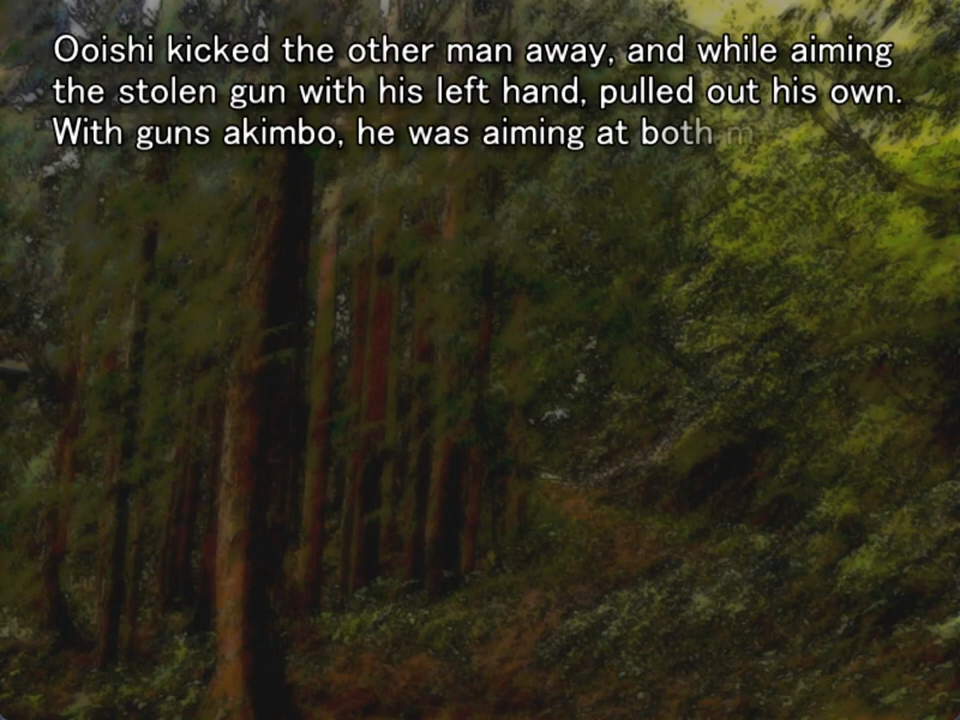 Ooishi kicked the other man away, and while aiming
the stolen gun with his left hand, pulled out his own.
With guns akimbo, he was aiming at both m